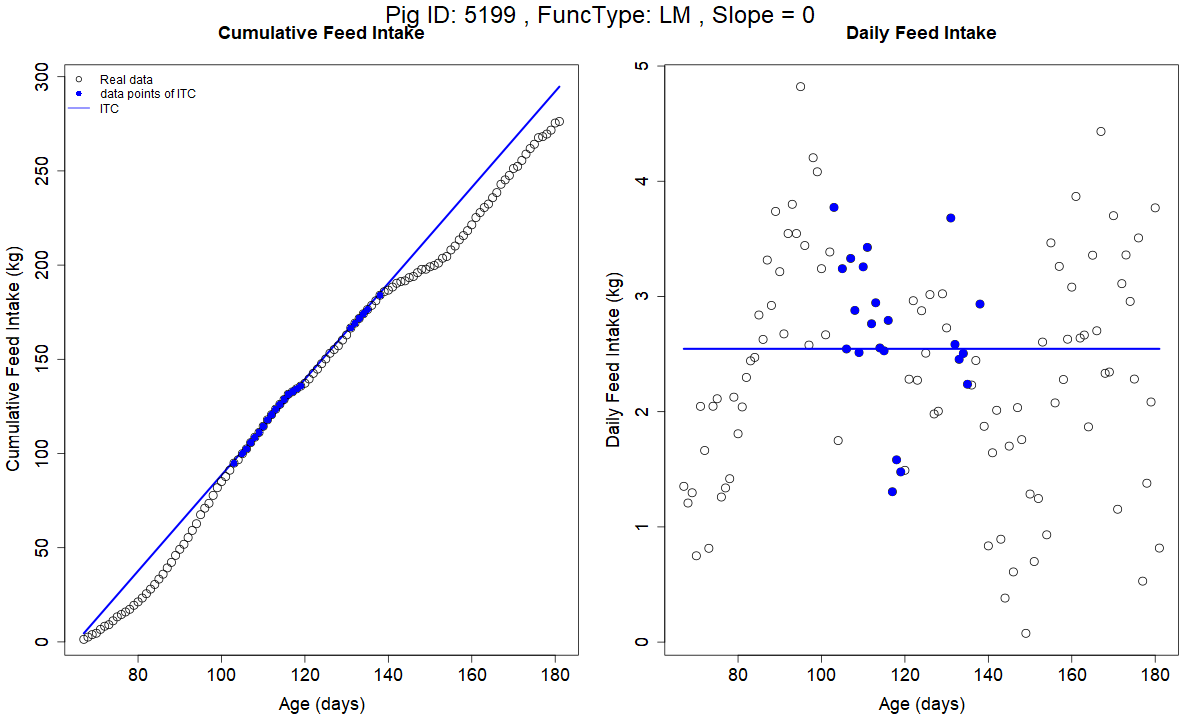 Pig ID: 5199 , FuncType: LM , Slope = 0
Cumulative Feed Intake
Daily Feed Intake
Real data
data points of ITC
ITC
Cumulative Feed Intake (kg)
0
50
100
150
200
250
300
80
100
120
140
160
180
Age (days)
Daily Feed Intake (kg)
0
1
2
3
4
5
80
100
120
140
160
180
Age (days)